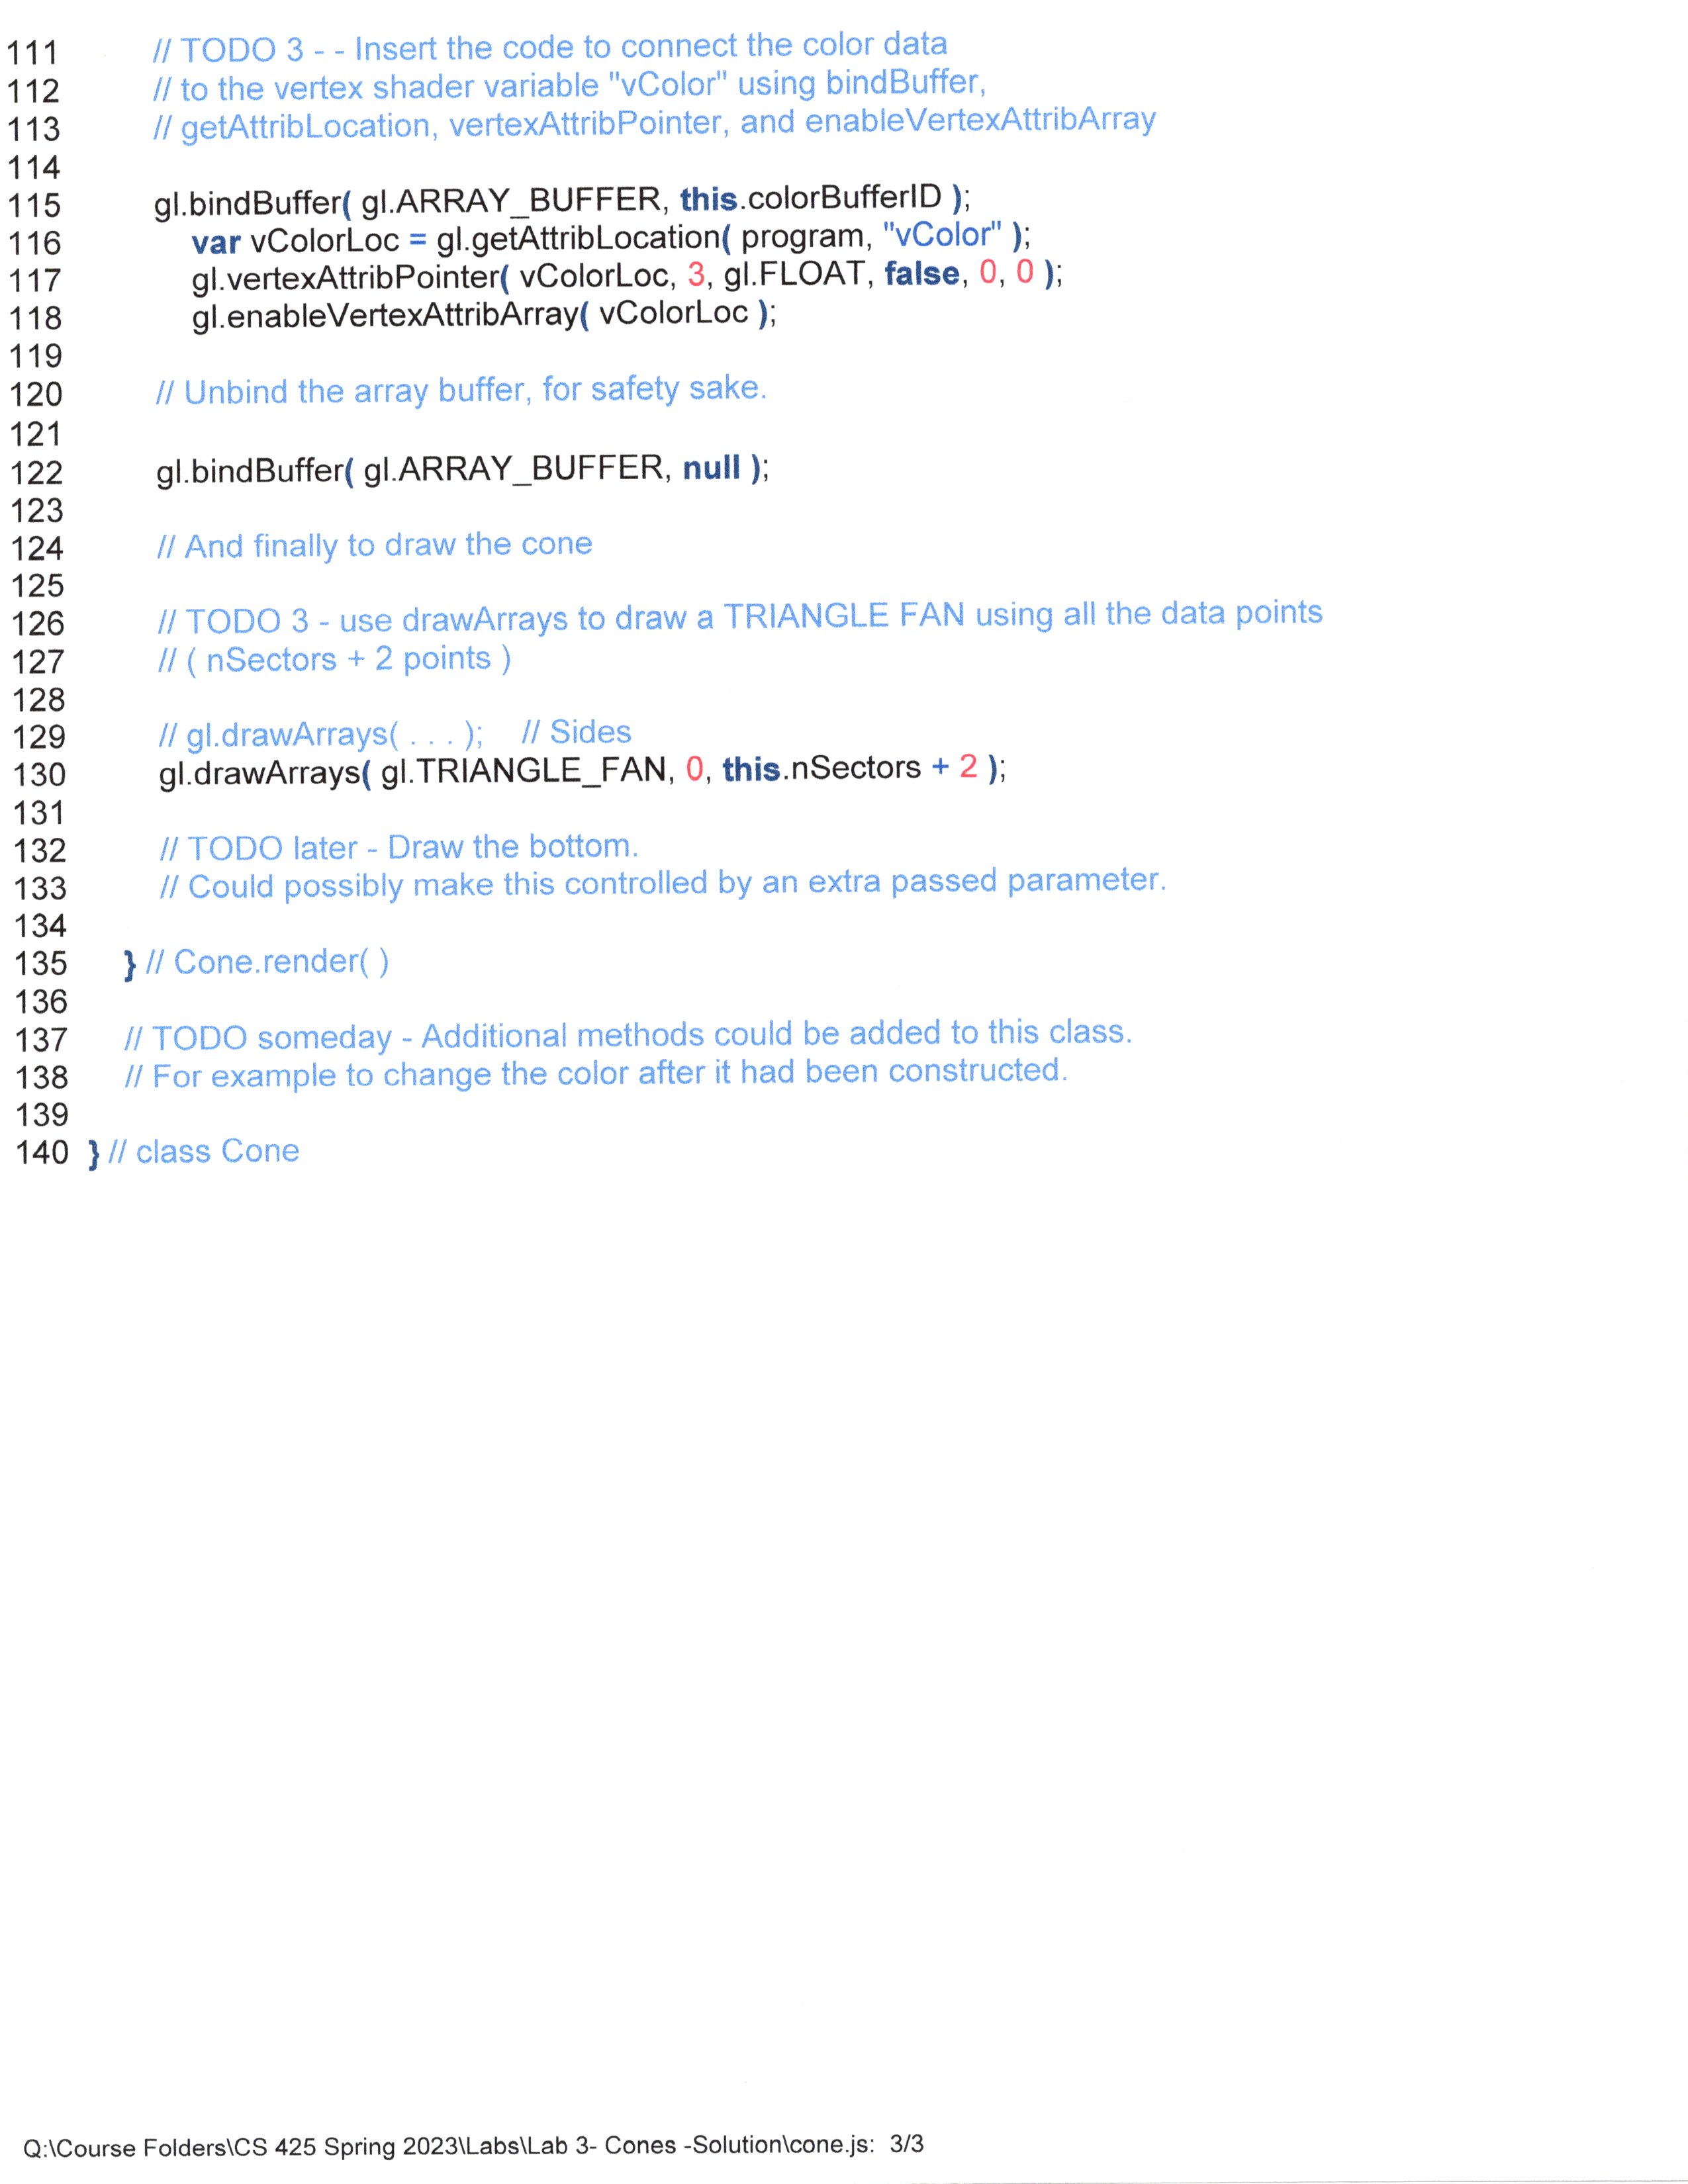 111 // TODO 3 - - Insert the code to connect the color data
112 // to the vertex shader variable "vColor" using bindBuffer,
113 // getAttribLocation, vertexAttribPointer, and enableVertexAttribArray
114
115 gl.bindBuffer( gl.ARRAY_BUFFER, this.colorBufferID );
116 var vColorLoc = gl.getAttribLocation( program, "vColor" );
117 gl.vertexAttribPointer( vColorLoc, 3, gl.FLOAT, false, 0, 0 );
118 gl.enableVertexAttribArray( vColorLoc );
119
120 // Unbind the array buffer, for safety sake.
121
122 gl.bindBuffer( gl.ARRAY_BUFFER, null );
123
124 // And finally to draw the cone
125
126 // TODO 3 - use drawArrays to draw a TRIANGLE FAN using all the data points
127 // ( nSectors + 2 points )
128
129 // gl.drawArrays( . . . ); // Sides
130 gl.drawArrays( gl.TRIANGLE_FAN, 0, this.nSectors + 2 );
131
132 // TODO later - Draw the bottom.
133 // Could possibly make this controlled by an extra passed parameter.
134
135 } // Cone.render( )
136
137 // TODO someday - Additional methods could be added to this class.
138 // For example to change the color after it had been constructed.
139
140 } // class Cone
Q:\Course Folders\CS 425 Spring 2023\Labs\Lab 3- Cones -Solution\cone.js: 3/3